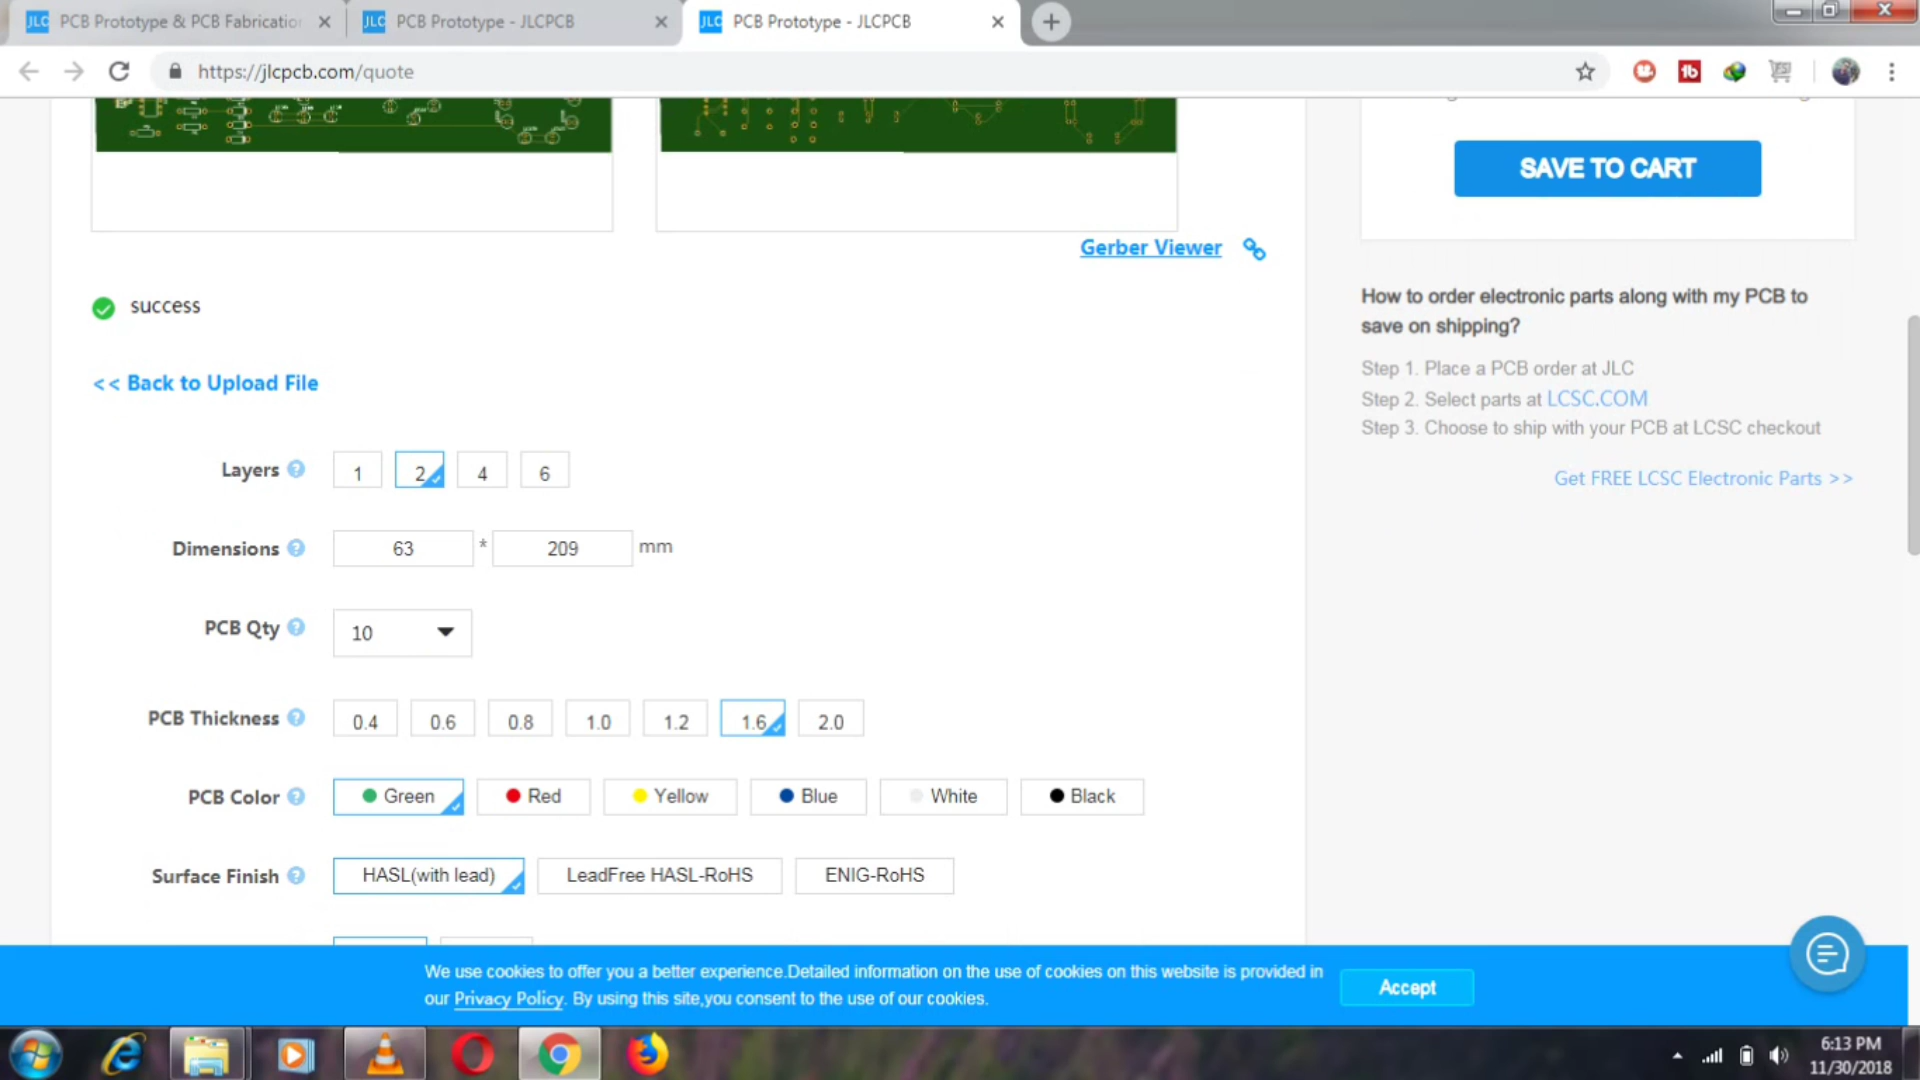 JLC PCB Prototype & PCB Fabrication
JLC PCB Prototype - JLCPCB
JLC PCB Prototype - JLCPCB
https://jlcpcb.com/quote
SAVE TO CART
Gerber Viewer
success
<< Back to Upload File
How to order electronic parts along with my PCB to
save on shipping?
Step 1. Place a PCB order at JLC
Step 2. Select parts at LCSC.COM
Step 3. Choose to ship with your PCB at LCSC checkout
Get FREE LCSC Electronic Parts >>
Layers ? 1 2 4 6
Dimensions ? 63 * 209 mm
PCB Qty ? 10
PCB Thickness ? 0.4 0.6 0.8 1.0 1.2 1.6 2.0
PCB Color ? Green Red Yellow Blue White Black
Surface Finish ? HASL(with lead) LeadFree HASL-RoHS ENIG-RoHS
We use cookies to offer you a better experience.Detailed information on the use of cookies on this website is provided in
our Privacy Policy. By using this site,you consent to the use of our cookies.
Accept
6:13 PM
11/30/2018